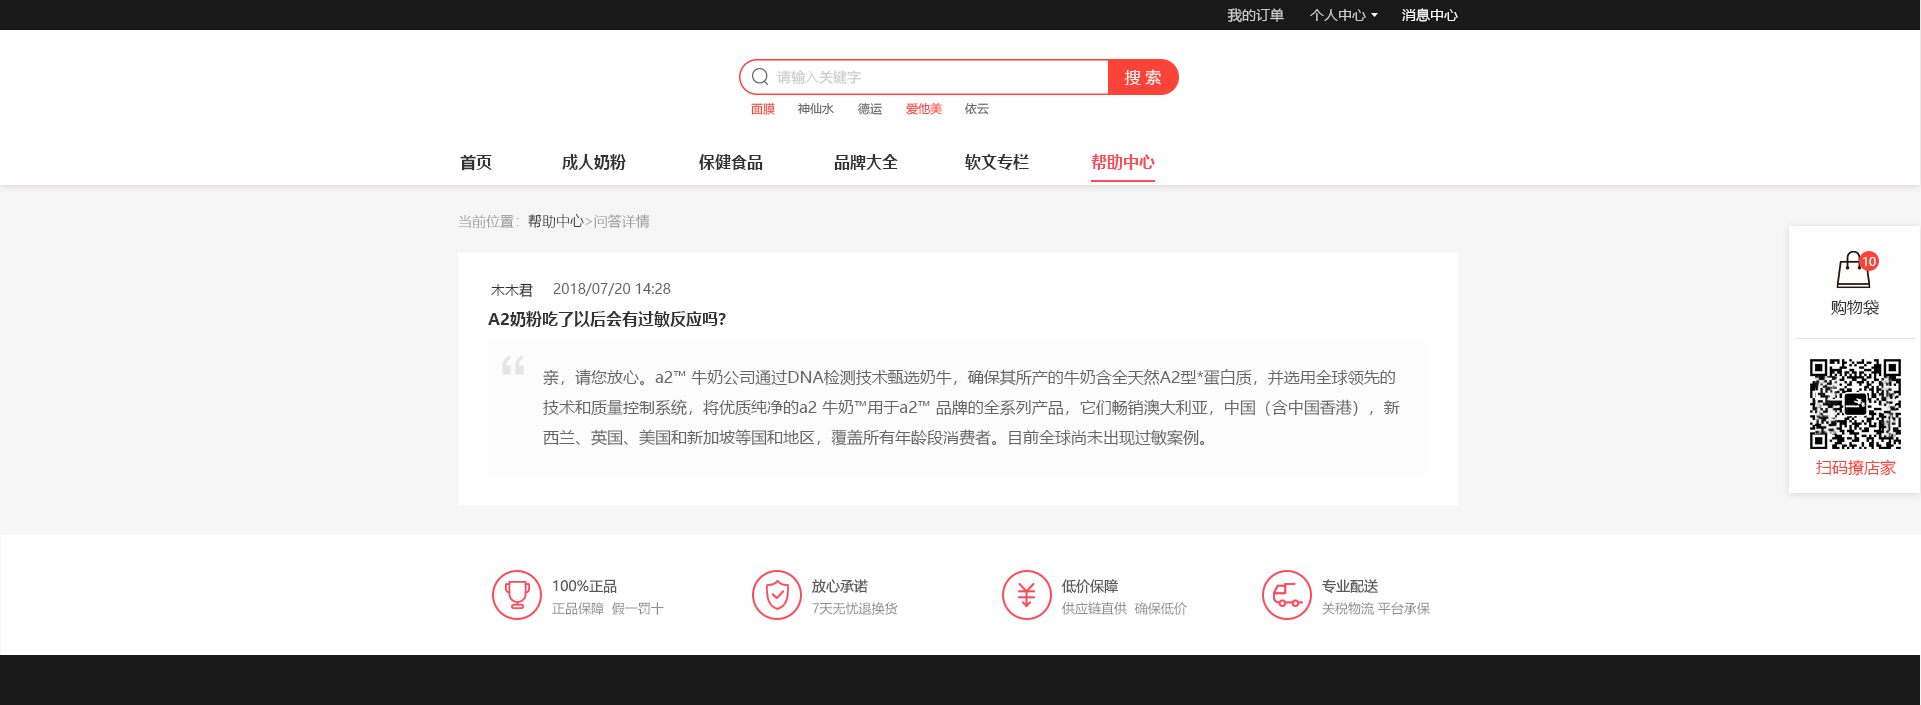 我的订单 个人中心 消息中心
请输入关键字 搜 索
面膜 神仙水 德运 爱他美 依云
首页 成人奶粉 保健食品 品牌大全 软文专栏 帮助中心
当前位置：帮助中心>问答详情
木木君 2018/07/20 14:28
A2奶粉吃了以后会有过敏反应吗?
亲，请您放心。a2™ 牛奶公司通过DNA检测技术甄选奶牛，确保其所产的牛奶含全天然A2型*蛋白质，并选用全球领先的
技术和质量控制系统，将优质纯净的a2 牛奶™用于a2™ 品牌的全系列产品，它们畅销澳大利亚，中国（含中国香港），新
西兰、英国、美国和新加坡等国和地区，覆盖所有年龄段消费者。目前全球尚未出现过敏案例。
10
购物袋
扫码撩店家
100%正品
正品保障 假一罚十
放心承诺
7天无忧退换货
低价保障
供应链直供 确保低价
专业配送
关税物流 平台承保